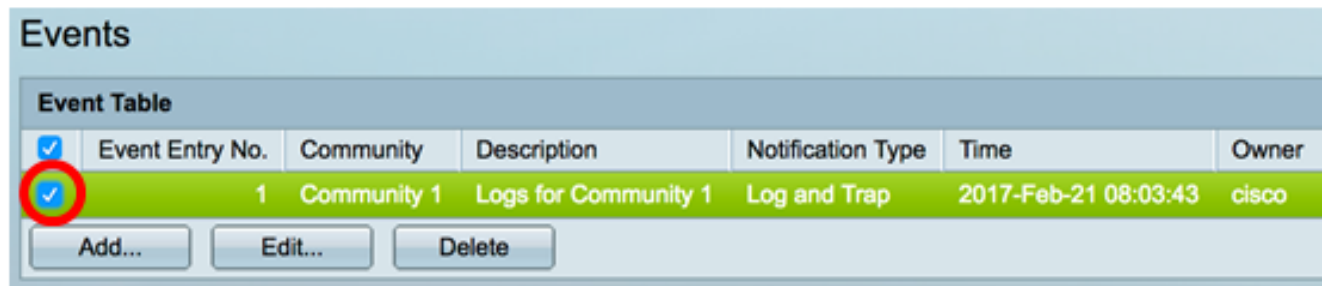 Events
Event Table
Event Entry No. Community Description Notification Type Time Owner
1 Community 1 Logs for Community 1 Log and Trap 2017-Feb-21 08:03:43 cisco
Add... Edit... Delete